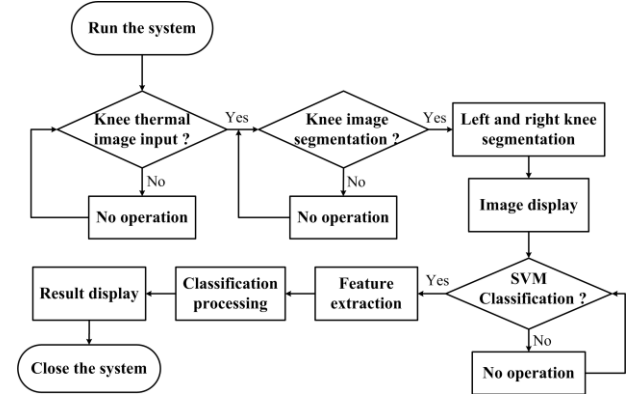 Run the system
Knee thermal
image input ?
Yes
Knee image
segmentation ?
Yes
Left and right knee
segmentation
No
No operation
No
No operation
Image display
SVM
Classification ?
Yes
Feature
extraction
Classification
processing
Result display
No
No operation
Close the system